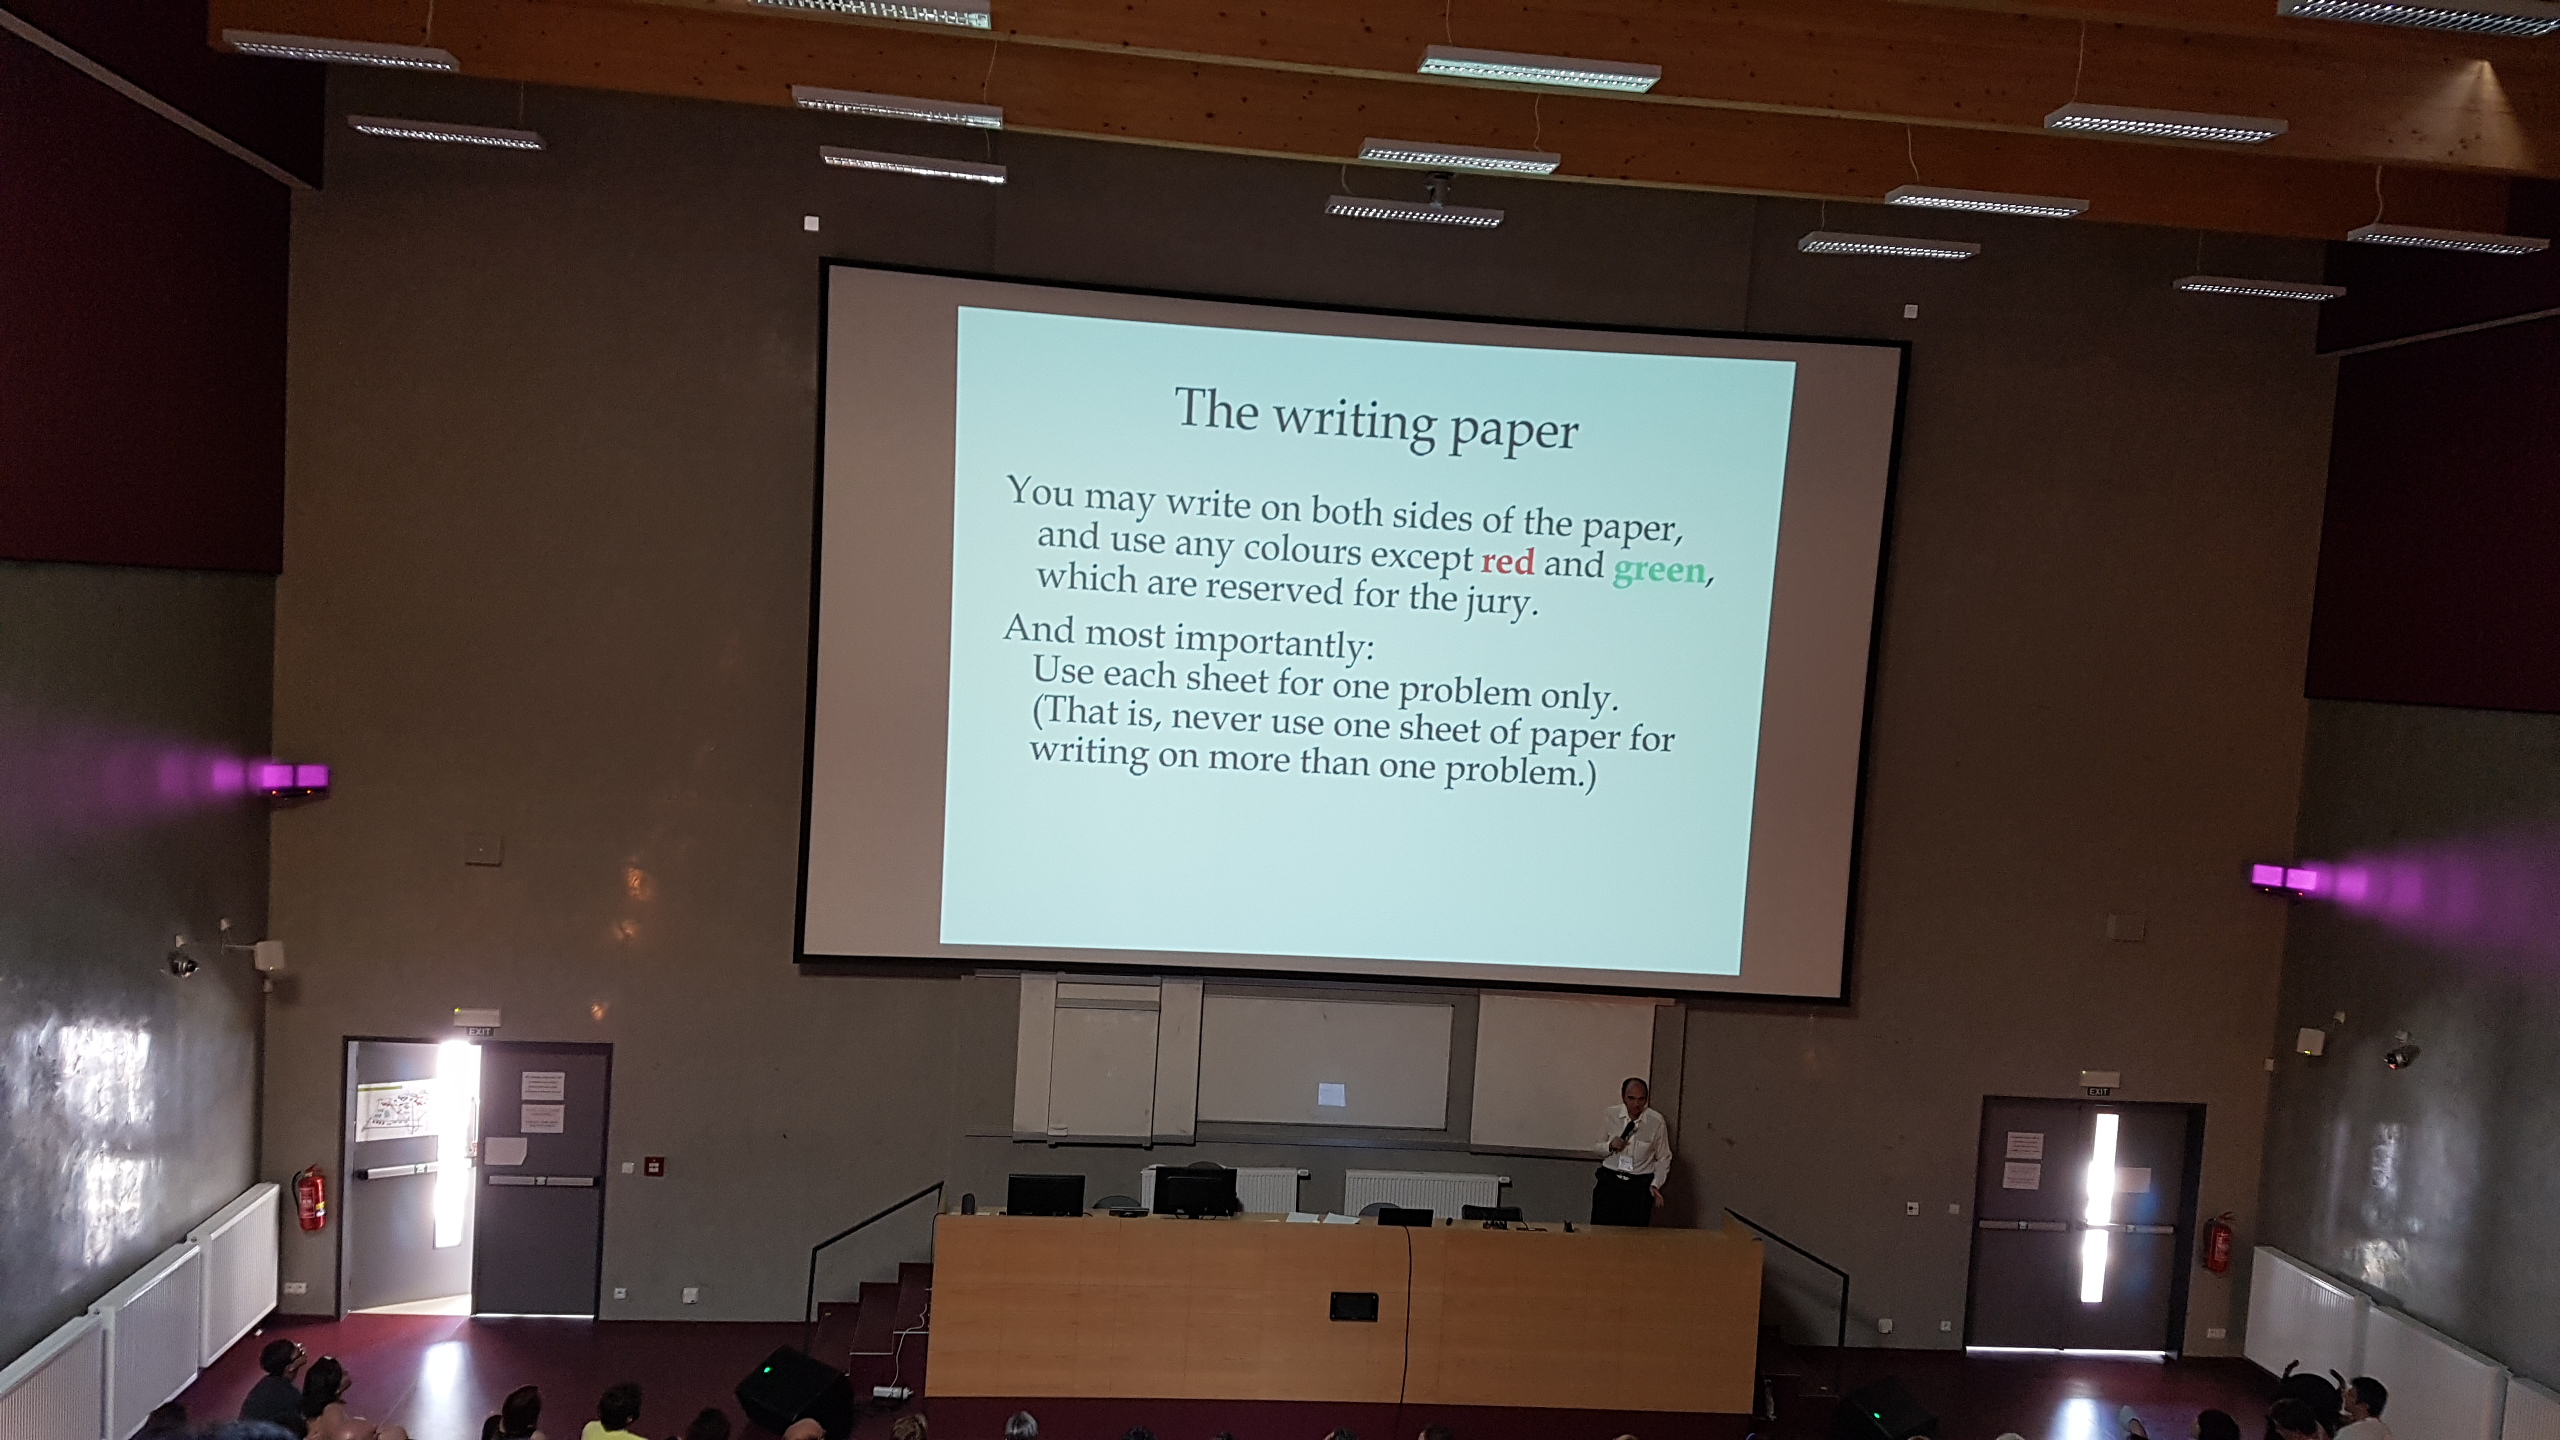 The writing paper
You may write on both sides of the paper,
and use any colours except red and green,
which are reserved for the jury.
And most importantly:
Use each sheet for one problem only.
(That is, never use one sheet of paper for
writing on more than one problem.)
EXIT
EXIT